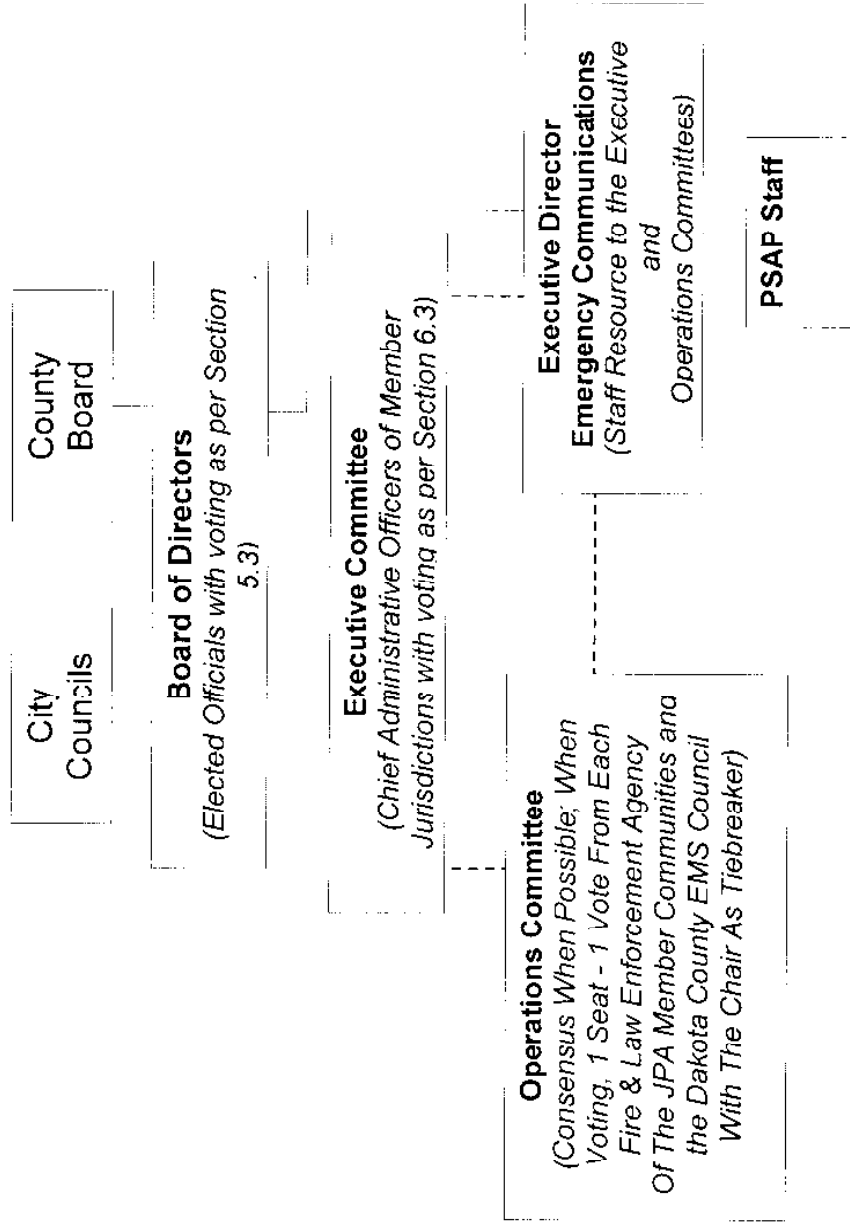 City
Councils
County
Board
Board of Directors
(Elected Officials with voting as per Section
5.3)
Executive Committee
(Chief Administrative Officers of Member
Jurisdictions with voting as per Section 6.3)
Operations Committee
(Consensus When Possible; When
Voting, 1 Seat - 1 Vote From Each
Fire & Law Enforcement Agency
Of The JPA Member Communities and
the Dakota County EMS Council
With The Chair As Tiebreaker)
Executive Director
Emergency Communications
(Staff Resource to the Executive
and
Operations Committees)
PSAP Staff